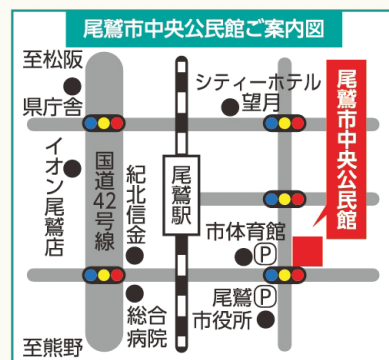 尾鷲市中央公民館ご案内図
至松阪
県庁舎
シティーホテル
望月
尾鷲市中央公民館
イオン尾鷲店
国道42号線
紀北信金
尾鷲駅
市体育館
P
総合
病院
尾鷲
P
市役所
至熊野